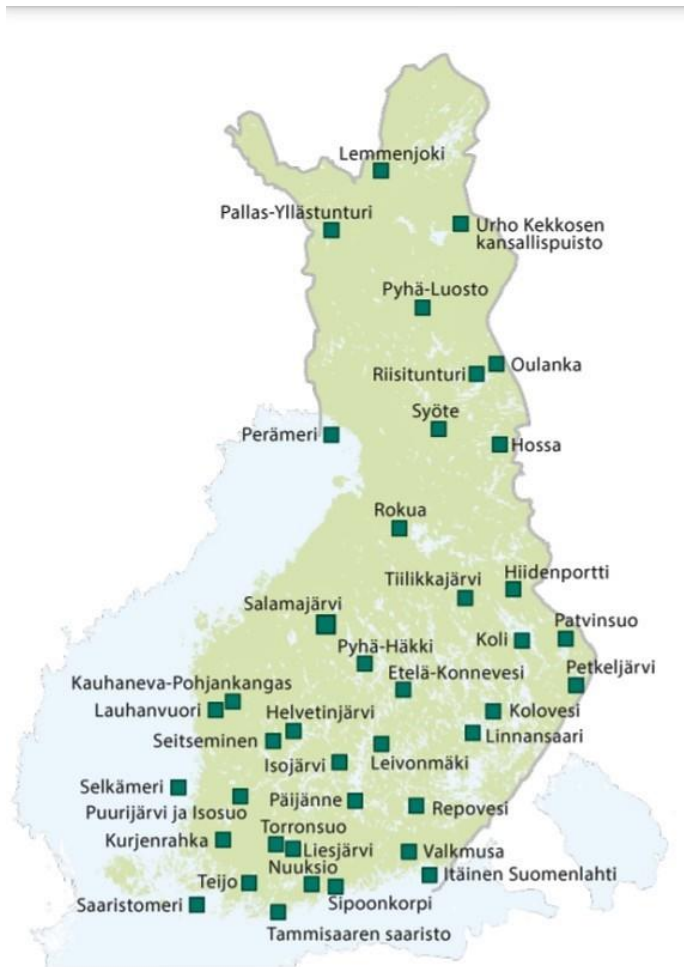 Lemmenjoki
Pallas-Yllästunturi
Urho Kekkosen
kansallispuisto
Pyhä-Luosto
Oulanka
Riisitunturi
Syöte
Perämeri
Hossa
Rokua
Tiilikkajärvi
Hiidenportti
Salamajärvi
Patvinsuo
Koli
Pyhä-Häkki
Petkeljärvi
Etelä-Konnevesi
Kauhaneva-Pohjankangas
Lauhanvuori
Helvetinjärvi
Kolovesi
Seitseminen
Linnansaari
Isojärvi
Leivonmäki
Selkämeri
Puurijärvi ja Isosuo
Päijänne
Repovesi
Kurjenrahka
Torronsuo
Liesjärvi
Valkmusa
Nuuksio
Itäinen Suomenlahti
Teijo
Sipoonkorpi
Saaristomeri
Tammisaaren saaristo